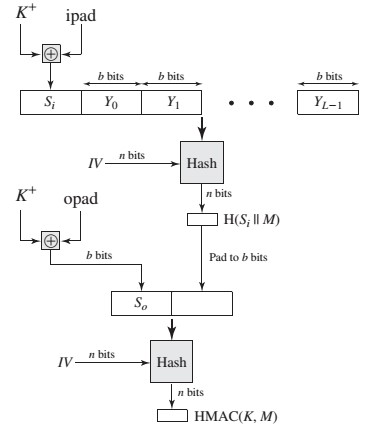 K+ ipad
b bits b bits b bits
Si Y0 Y1 • • • YL−1
n bits
IV Hash
n bits
K+ opad
H(Si || M)
b bits Pad to b bits
So
n bits
IV Hash
n bits
HMAC(K, M)